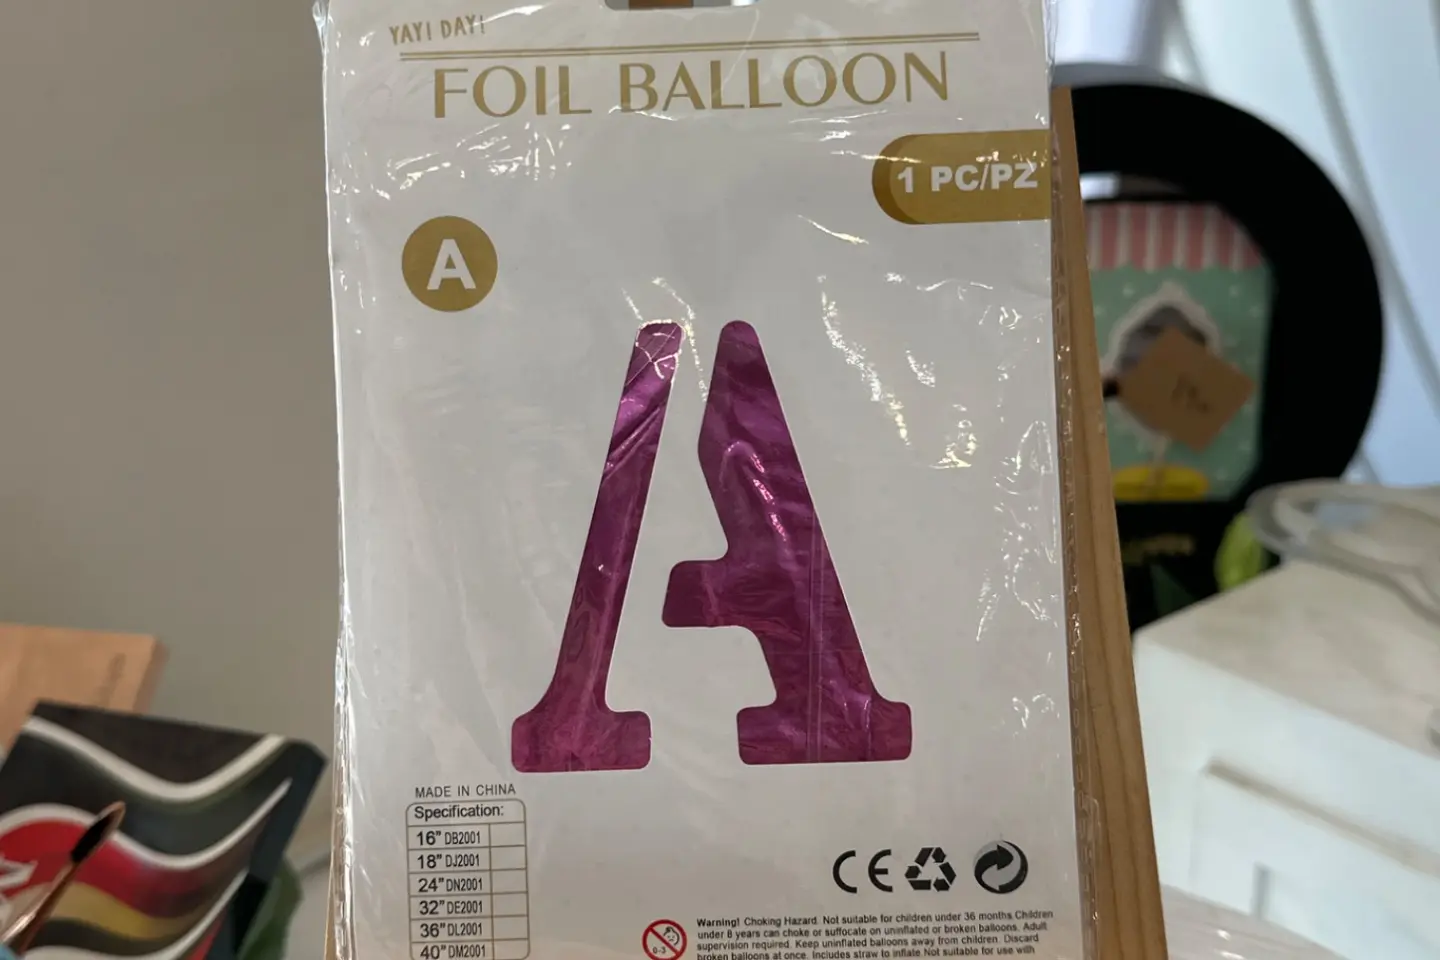 YAY! DAY!
FOIL BALLOON
1 PC/PZ
A
MADE IN CHINA
Specification:
16” DB2001
18” DJ2001
24” DN2001
32” DE2001
36” DL2001
40” DM2001
CE
0-3
Warning! Choking Hazard. Not suitable for children under 36 months Children
under 8 years can choke or suffocate on uninflated or broken balloons. Adult
supervision required. Keep uninflated balloons away from children. Discard
broken balloons at once. Includes straw to inflate. Not suitable for use with